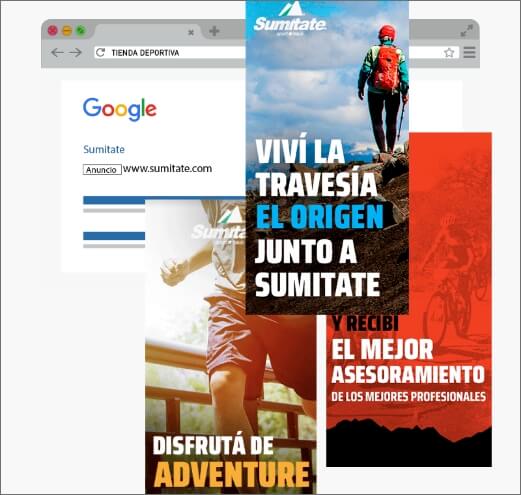 TIENDA DEPORTIVA
Google
Sumitate
Anuncio www.sumitate.com
Sumitate
VIVÍ LA
TRAVESÍA
EL ORIGEN
JUNTO A
SUMITATE
Sumitate
DISFRUTÁ DE
ADVENTURE
Y RECIBÍ
EL MEJOR
ASESORAMIENTO
DE LOS MEJORES PROFESIONALES